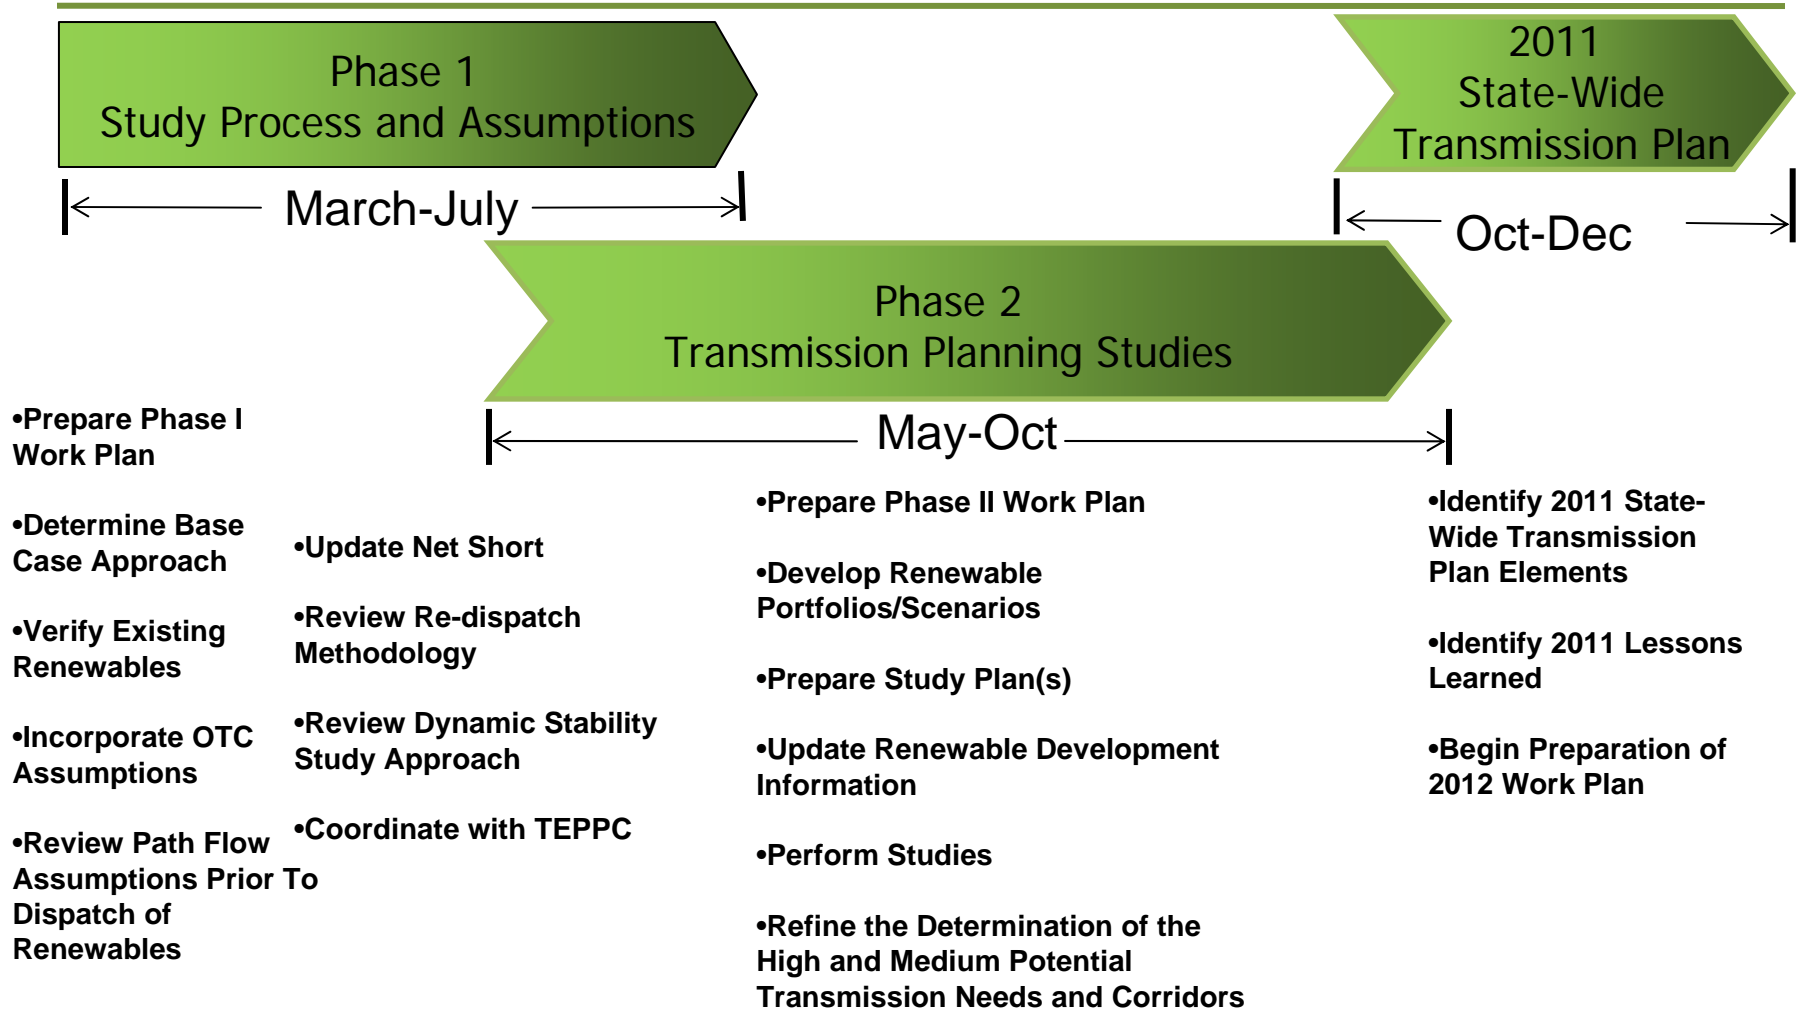 Phase 1
Study Process and Assumptions
2011
State-Wide
Transmission Plan
March-July
Oct-Dec
Phase 2
Transmission Planning Studies
May-Oct
•Prepare Phase I
Work Plan
•Determine Base
Case Approach
•Verify Existing
Renewables
•Incorporate OTC
Assumptions
•Review Path Flow
Assumptions Prior To
Dispatch of
Renewables
•Update Net Short
•Review Re-dispatch
Methodology
•Review Dynamic Stability
Study Approach
•Coordinate with TEPPC
•Prepare Phase II Work Plan
•Develop Renewable
Portfolios/Scenarios
•Prepare Study Plan(s)
•Update Renewable Development
Information
•Perform Studies
•Refine the Determination of the
High and Medium Potential
Transmission Needs and Corridors
•Identify 2011 State-
Wide Transmission
Plan Elements
•Identify 2011 Lessons
Learned
•Begin Preparation of
2012 Work Plan